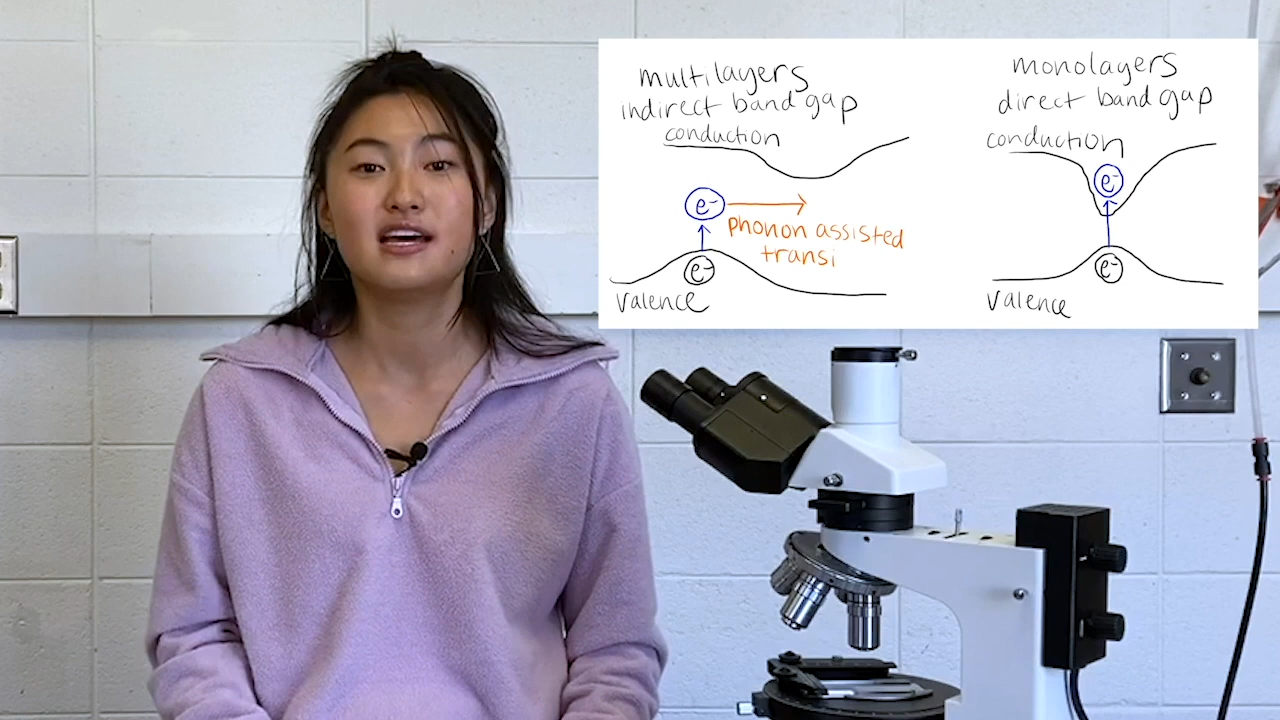 multilayers
indirect band gap
conduction
e-
phonon assisted
transi
e-
valence
monolayers
direct band gap
conduction
e-
e-
valence